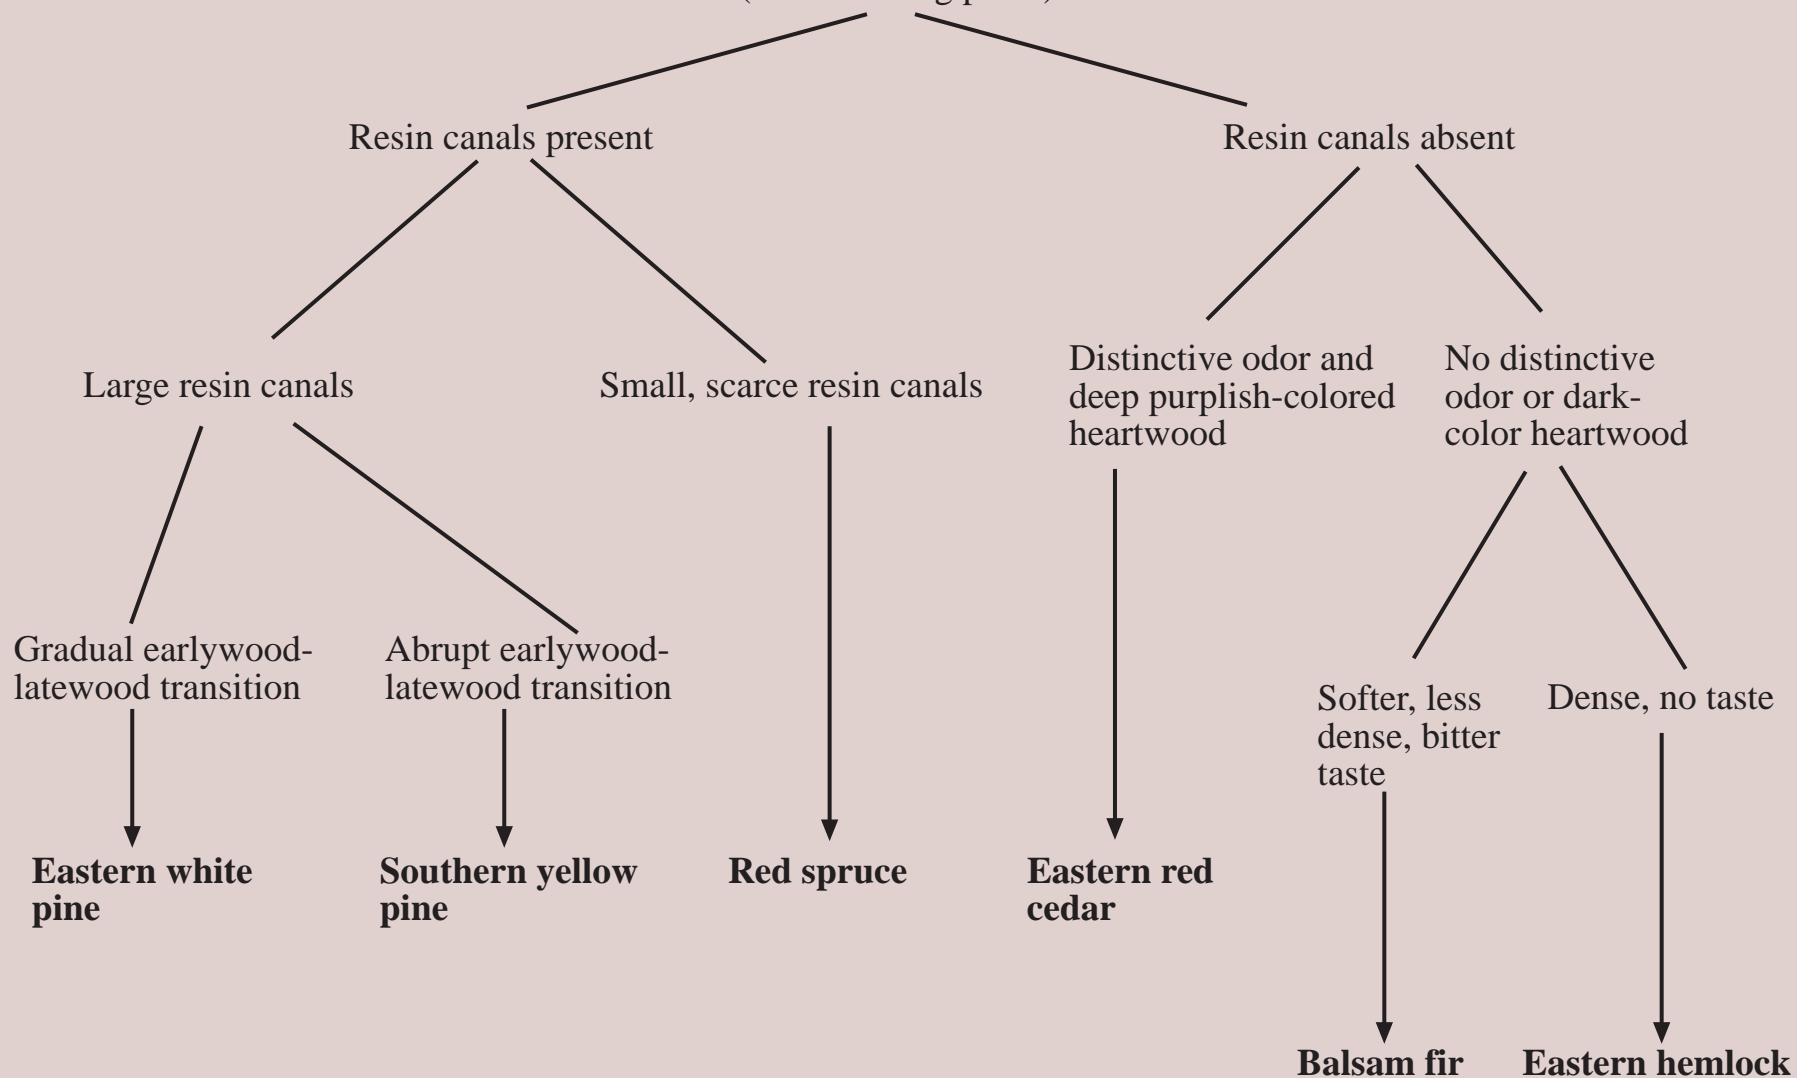 Resin canals present
Resin canals absent
Large resin canals
Small, scarce resin canals
Distinctive odor and
deep purplish-colored
heartwood
No distinctive
odor or dark-
color heartwood
Gradual earlywood-
latewood transition
Abrupt earlywood-
latewood transition
Softer, less
dense, bitter
taste
Dense, no taste
Eastern white
pine
Southern yellow
pine
Red spruce
Eastern red
cedar
Balsam fir
Eastern hemlock